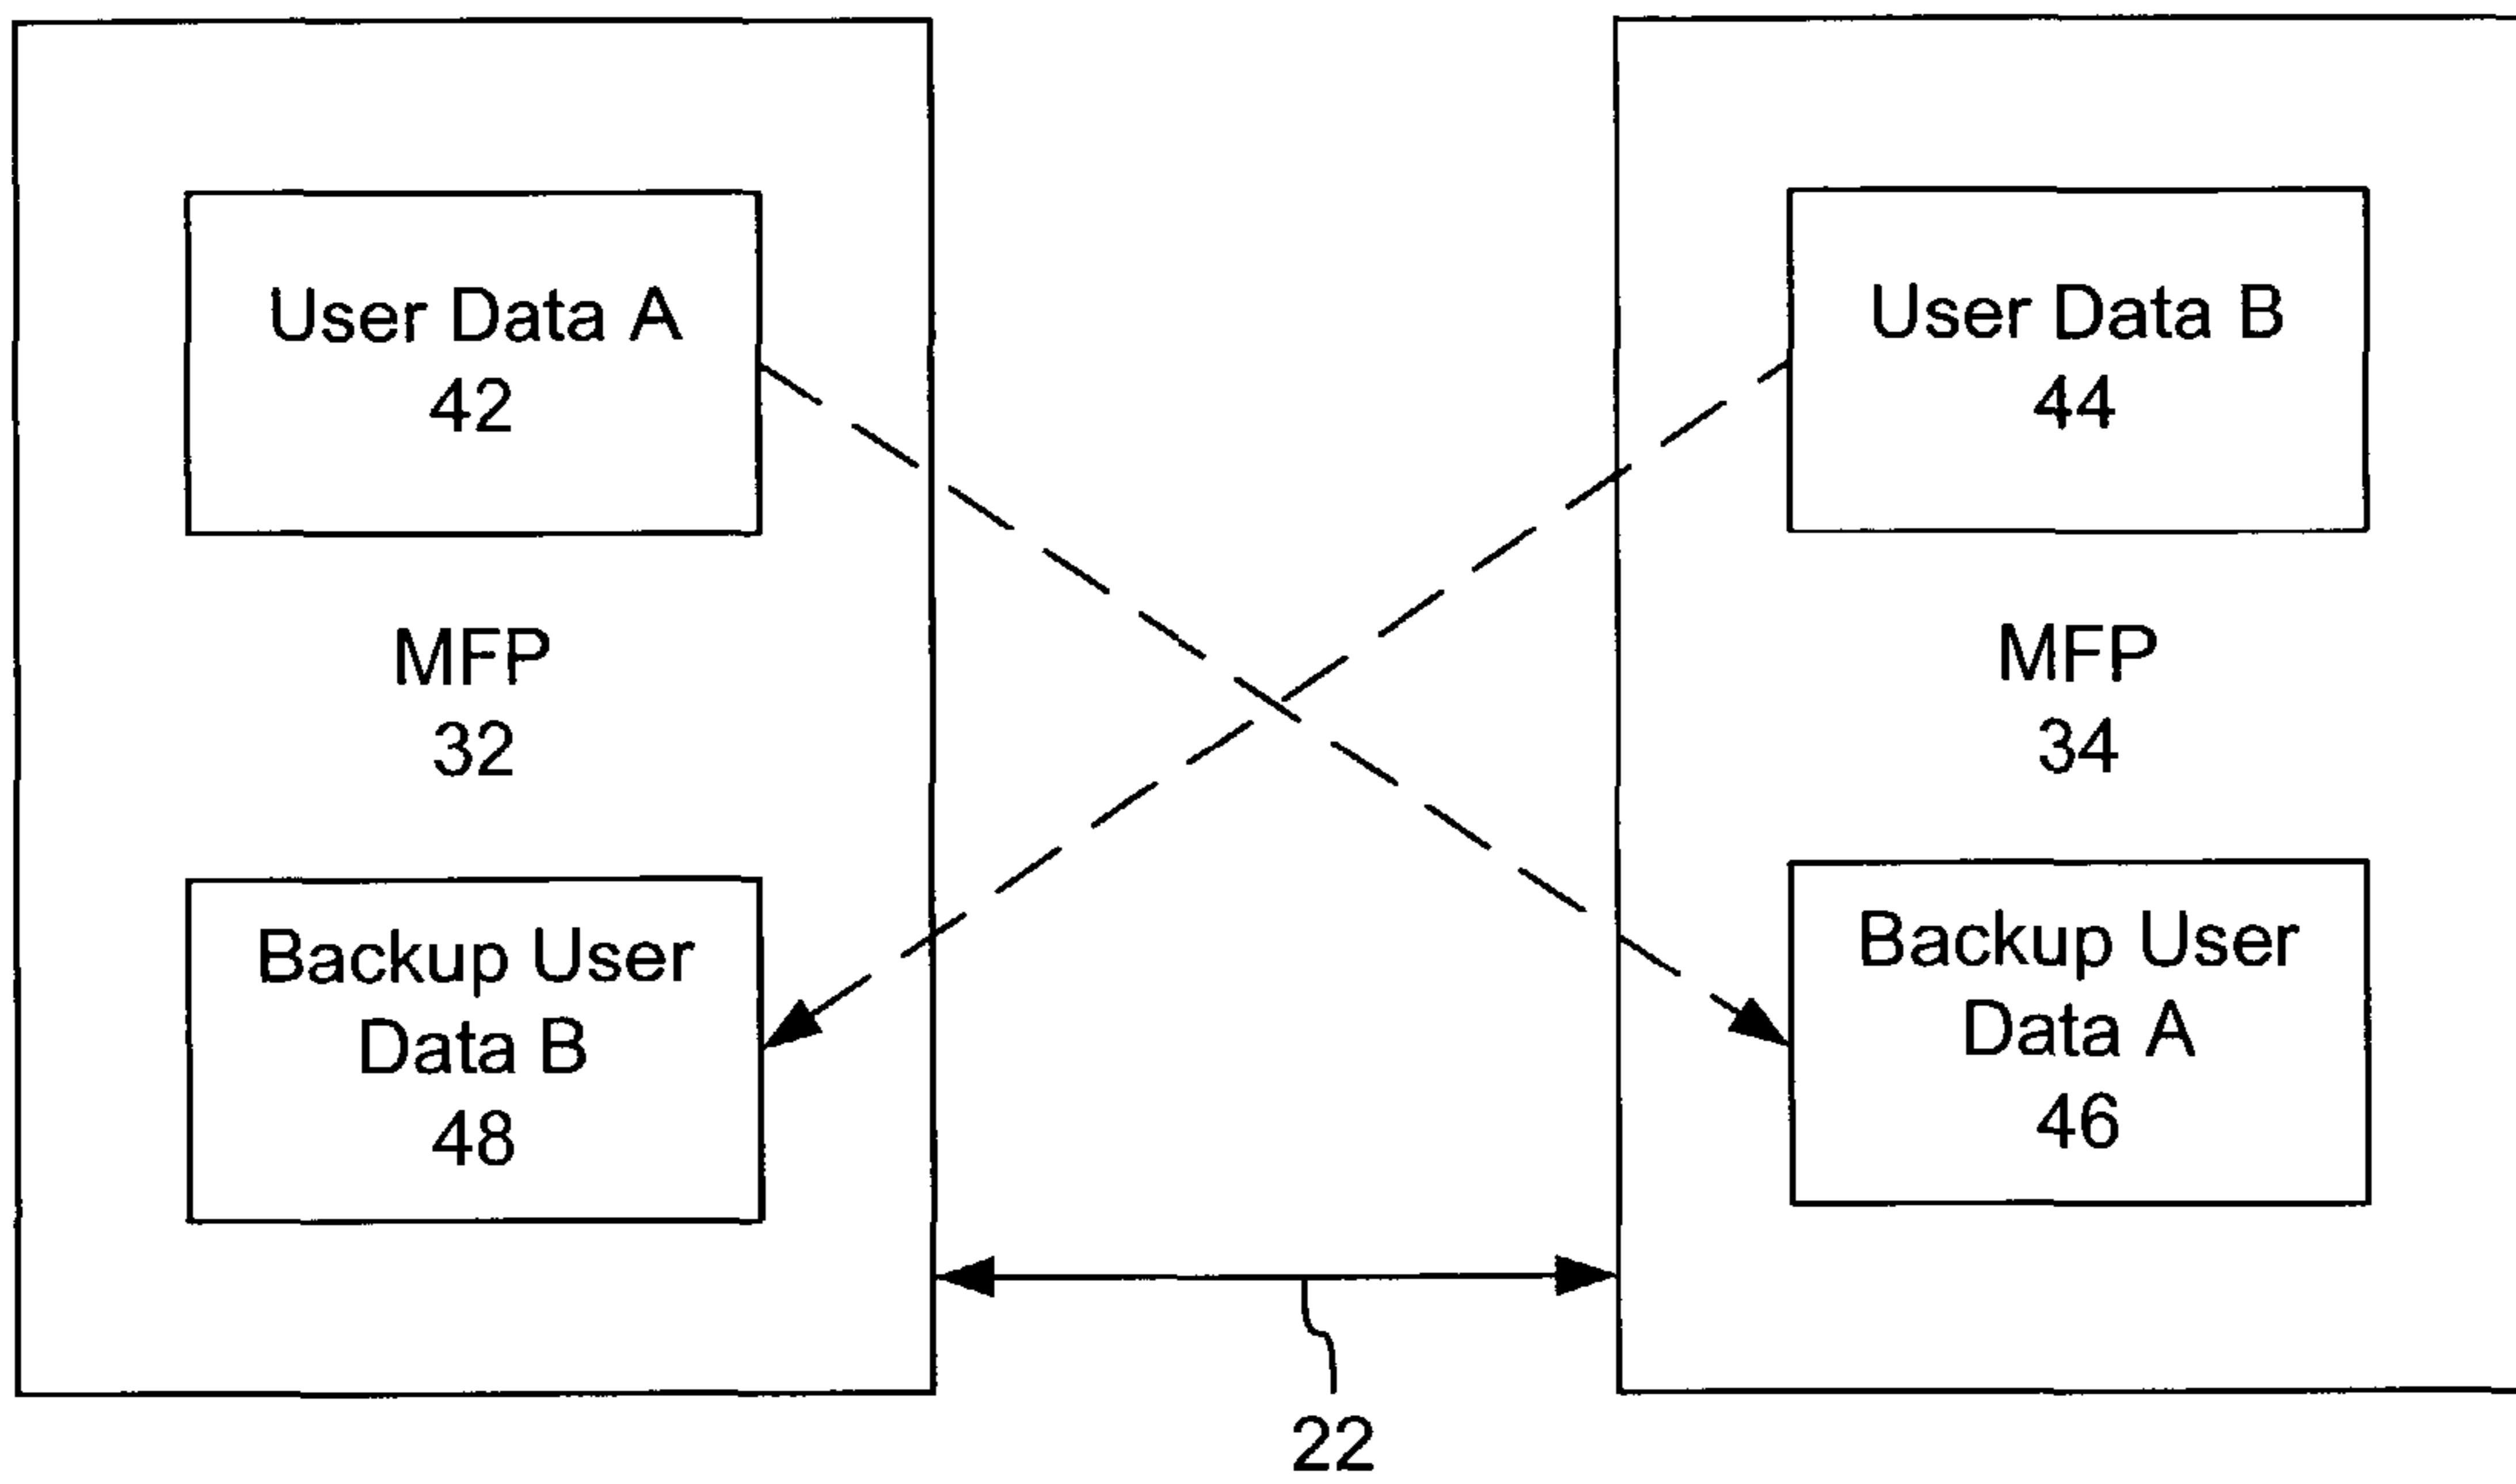 User Data A
42
MFP
32
Backup User
Data B
48
User Data B
44
MFP
34
Backup User
Data A
46
22